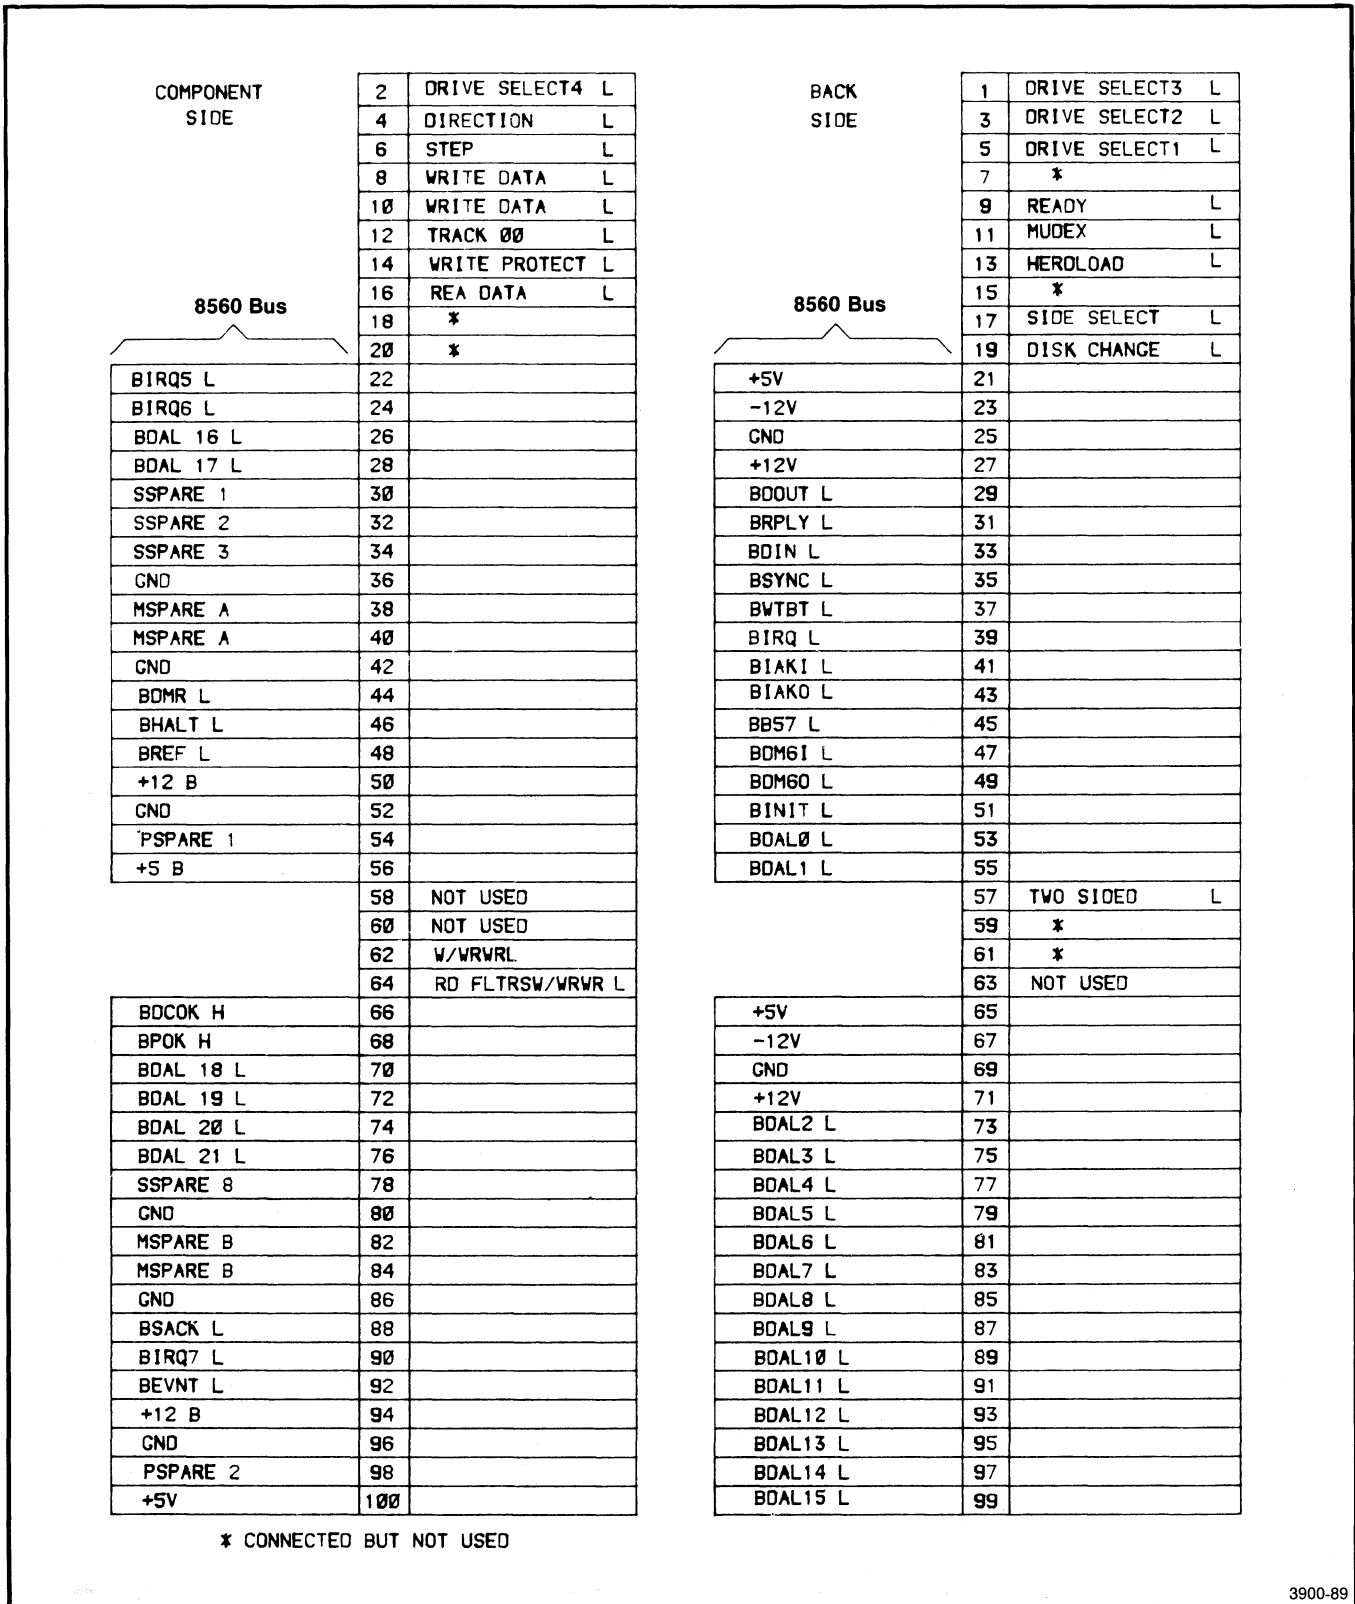 COMPONENT SIDE
2 DRIVE SELECT4 L
4 DIRECTION L
6 STEP L
8 WRITE DATA L
10 WRITE DATA L
12 TRACK 00 L
14 WRITE PROTECT L
16 REA DATA L
18 *
20 *
8560 Bus
BIRQ5 L 22
BIRQ6 L 24
BDAL 16 L 26
BDAL 17 L 28
SSPARE 1 30
SSPARE 2 32
SSPARE 3 34
GND 36
MSPARE A 38
MSPARE A 40
GND 42
BDMR L 44
BHALT L 46
BREF L 48
+12 B 50
GND 52
PSPARE 1 54
+5 B 56
58 NOT USED
60 NOT USED
62 W/WRWRL
64 RD FLTRSW/WRWR L
BDCOK H 66
BPOK H 68
BDAL 18 L 70
BDAL 19 L 72
BDAL 20 L 74
BDAL 21 L 76
SSPARE 8 78
GND 80
MSPARE B 82
MSPARE B 84
GND 86
BSACK L 88
BIRQ7 L 90
BEVNT L 92
+12 B 94
GND 96
PSPARE 2 98
+5V 100
* CONNECTED BUT NOT USED
BACK SIDE
1 DRIVE SELECT3 L
3 DRIVE SELECT2 L
5 DRIVE SELECT1 L
7 *
9 READY L
11 MUDEX L
13 HERDLOAD L
15 *
17 SIDE SELECT L
19 DISK CHANGE L
8560 Bus
+5V 21
-12V 23
GND 25
+12V 27
BDOUT L 29
BRPLY L 31
BDIN L 33
BSYNC L 35
BWTBT L 37
BIRQ L 39
BIAKI L 41
BIAKO L 43
BB57 L 45
BDM6I L 47
BDM6O L 49
BINIT L 51
BDAL0 L 53
BDAL1 L 55
57 TWO SIDED L
59 *
61 *
63 NOT USED
+5V 65
-12V 67
GND 69
+12V 71
BDAL2 L 73
BDAL3 L 75
BDAL4 L 77
BDAL5 L 79
BDAL6 L 81
BDAL7 L 83
BDAL8 L 85
BDAL9 L 87
BDAL10 L 89
BDAL11 L 91
BDAL12 L 93
BDAL13 L 95
BDAL14 L 97
BDAL15 L 99
3900-89